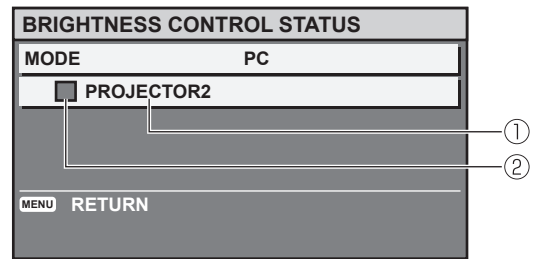 BRIGHTNESS CONTROL STATUS
MODE PC
PROJECTOR2
①
②
MENU RETURN